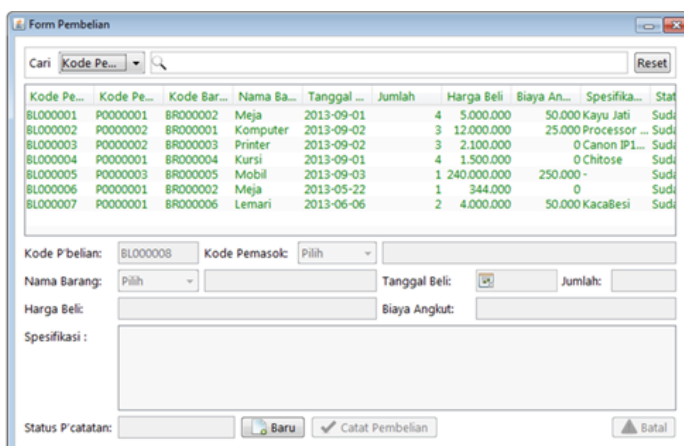 Form Pembelian
Cari Kode Pe... Reset
Kode Pe... Kode Pe... Kode Bar... Nama Ba... Tanggal ... Jumlah Harga Beli Biaya An... Spesifika... Stat
BL000001 P0000001 BR000002 Meja 2013-09-01 4 5.000.000 50.000 Kayu Jati Suda
BL000002 P0000001 BR000001 Komputer 2013-09-02 3 12.000.000 25.000 Processor ... Suda
BL000003 P0000002 BR000003 Printer 2013-09-02 3 2.100.000 0 Canon IP1... Suda
BL000004 P0000001 BR000004 Kursi 2013-09-01 4 1.500.000 0 Chitose Suda
BL000005 P0000003 BR000005 Mobil 2013-09-03 1 240.000.000 250.000 - Suda
BL000006 P0000001 BR000002 Meja 2013-05-22 1 344.000 0 Suda
BL000007 P0000001 BR000006 Lemari 2013-06-06 2 4.000.000 50.000 KacaBesi Suda
Kode P'belian: BL000008 Kode Pemasok: Pilih
Nama Barang: Pilih Tanggal Beli: Jumlah:
Harga Beli: Biaya Angkut:
Spesifikasi :
Status P'catatan: Baru Catat Pembelian Batal